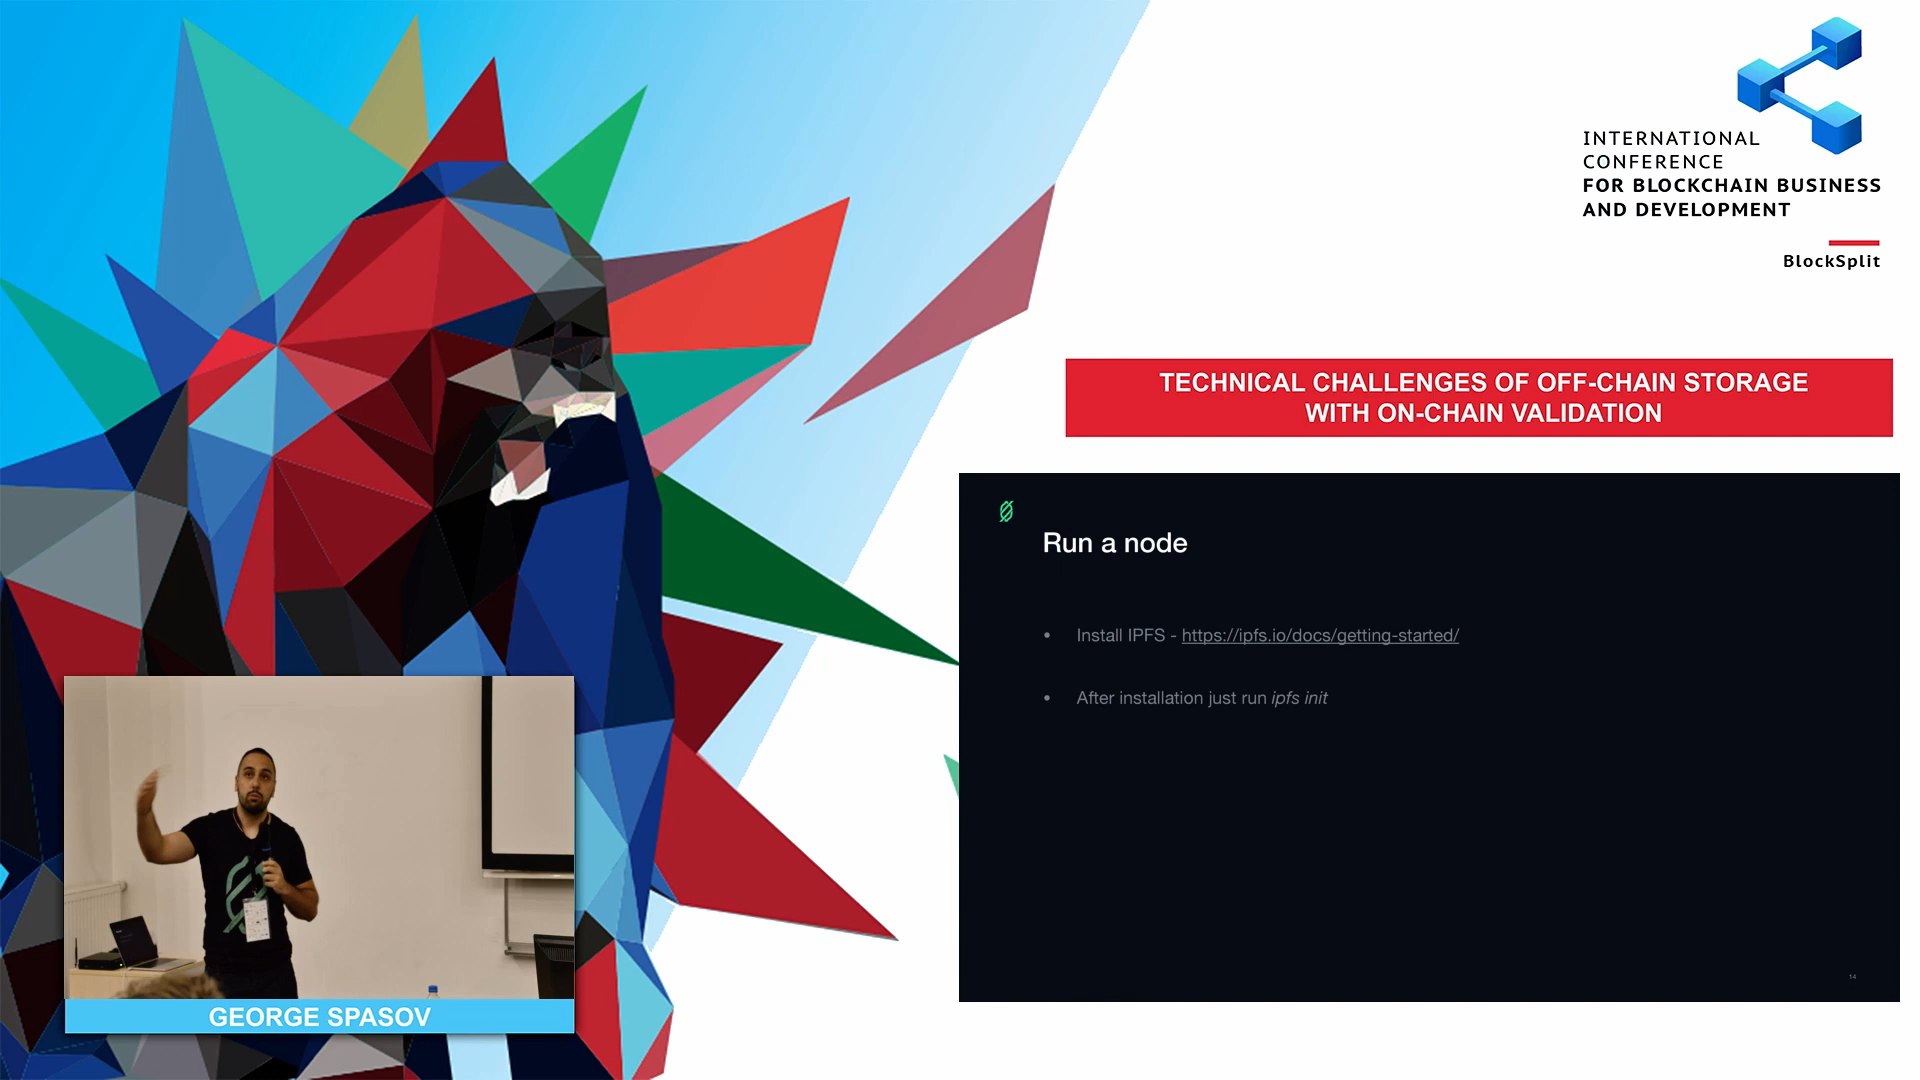 INTERNATIONAL
CONFERENCE
FOR BLOCKCHAIN BUSINESS
AND DEVELOPMENT
BlockSplit
TECHNICAL CHALLENGES OF OFF-CHAIN STORAGE
WITH ON-CHAIN VALIDATION
Run a node
• Install IPFS - https://ipfs.io/docs/getting-started/
• After installation just run ipfs init
14
GEORGE SPASOV